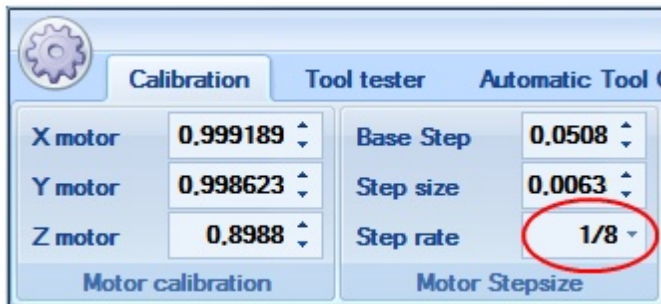 Calibration Tool tester Automatic Tool
X motor 0.999189 Base Step 0.0508
Y motor 0.998623 Step size 0.0063
Z motor 0.8988 Step rate 1/8
Motor calibration Motor Stepsize